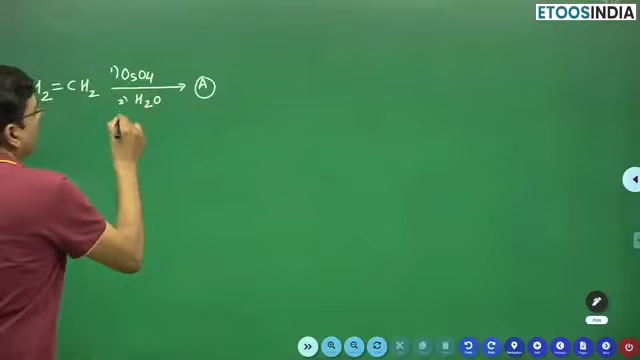 ETOOSINDIA
1) OsO4
H2 = CH2
A
2) H2O
PEN